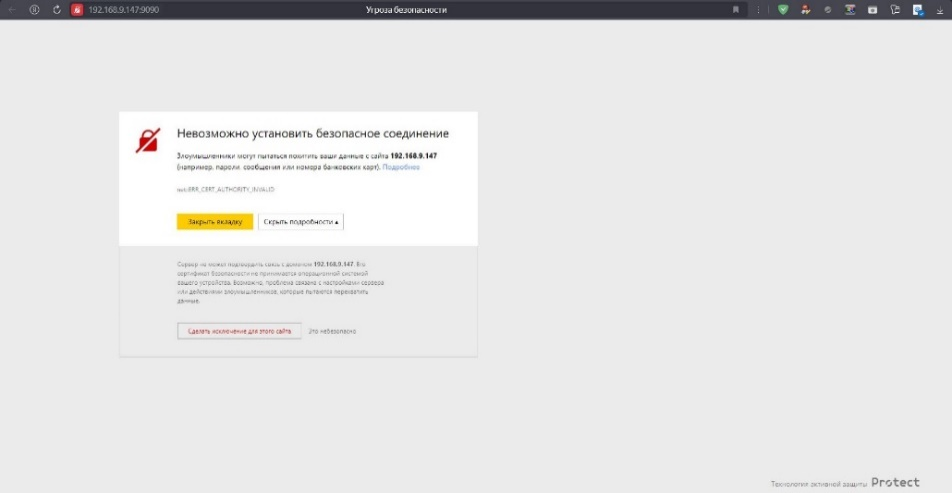 192.168.9.147:9090
Угроза безопасности
Невозможно установить безопасное соединение
Злоумышленники могут пытаться похитить ваши данные с сайта 192.168.9.147
(например, пароли, сообщения или номера банковских карт). Подробнее
net::ERR_CERT_AUTHORITY_INVALID
Закрыть вкладку
Скрыть подробности
Сервер не может подтвердить связь с доменом 192.168.9.147. Его
сертификат безопасности не принимается операционной системой
вашего устройства. Возможно, проблема связана с настройками сервера
или действиями злоумышленников, которые пытаются перехватить
данные.
Сделать исключение для этого сайта
Это небезопасно
Технология активной защиты Protect